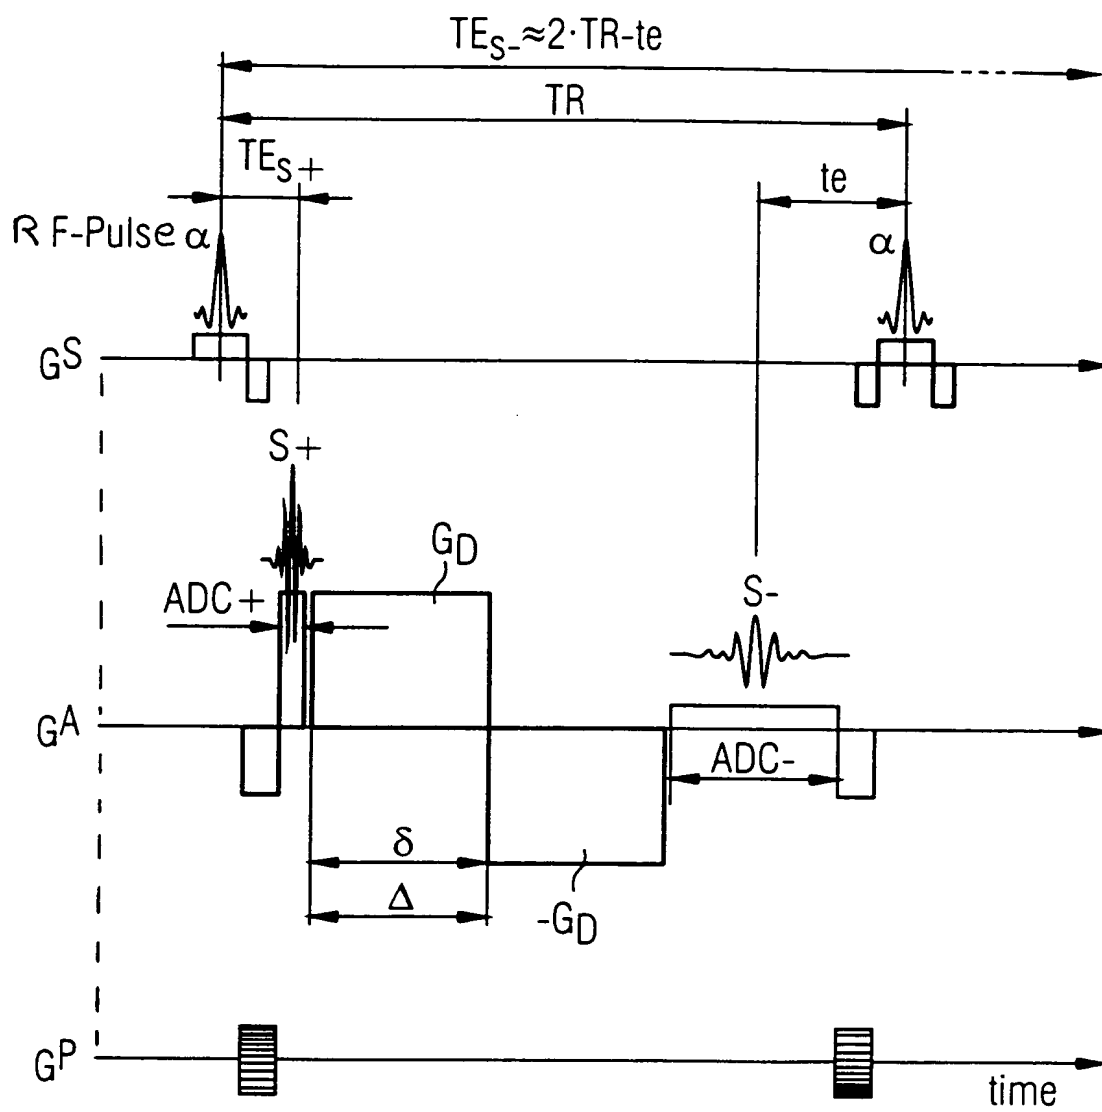 TES-≈2·TR-te
TR
TES+
te
RF-Pulse α
α
GS
S+
GD
ADC+
S-
GA
ADC-
δ
Δ
-GD
GP
time